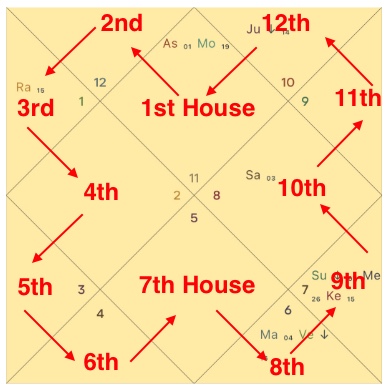 2nd
12th
As 01 Mo 19
Ju ↓
12
10
Ra 15
3rd
1
1st House
9
11th
11
Sa 03
4th
2
8
10th
5
5th
3
7th House
7
Su
9th
Me
26 Ke 15
4
6
Ma 04 Ve ↓
6th
8th